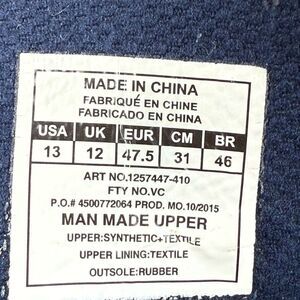 MADE IN CHINA
FABRIQUÉ EN CHINE
FABRICADO EN CHINA
USA UK EUR CM BR
13 12 47.5 31 46
ART NO.1257447-410
FTY NO.VC
P.O.# 4500772064 PROD. MO.10/2015
MAN MADE UPPER
UPPER:SYNTHETIC+TEXTILE
UPPER LINING:TEXTILE
OUTSOLE:RUBBER